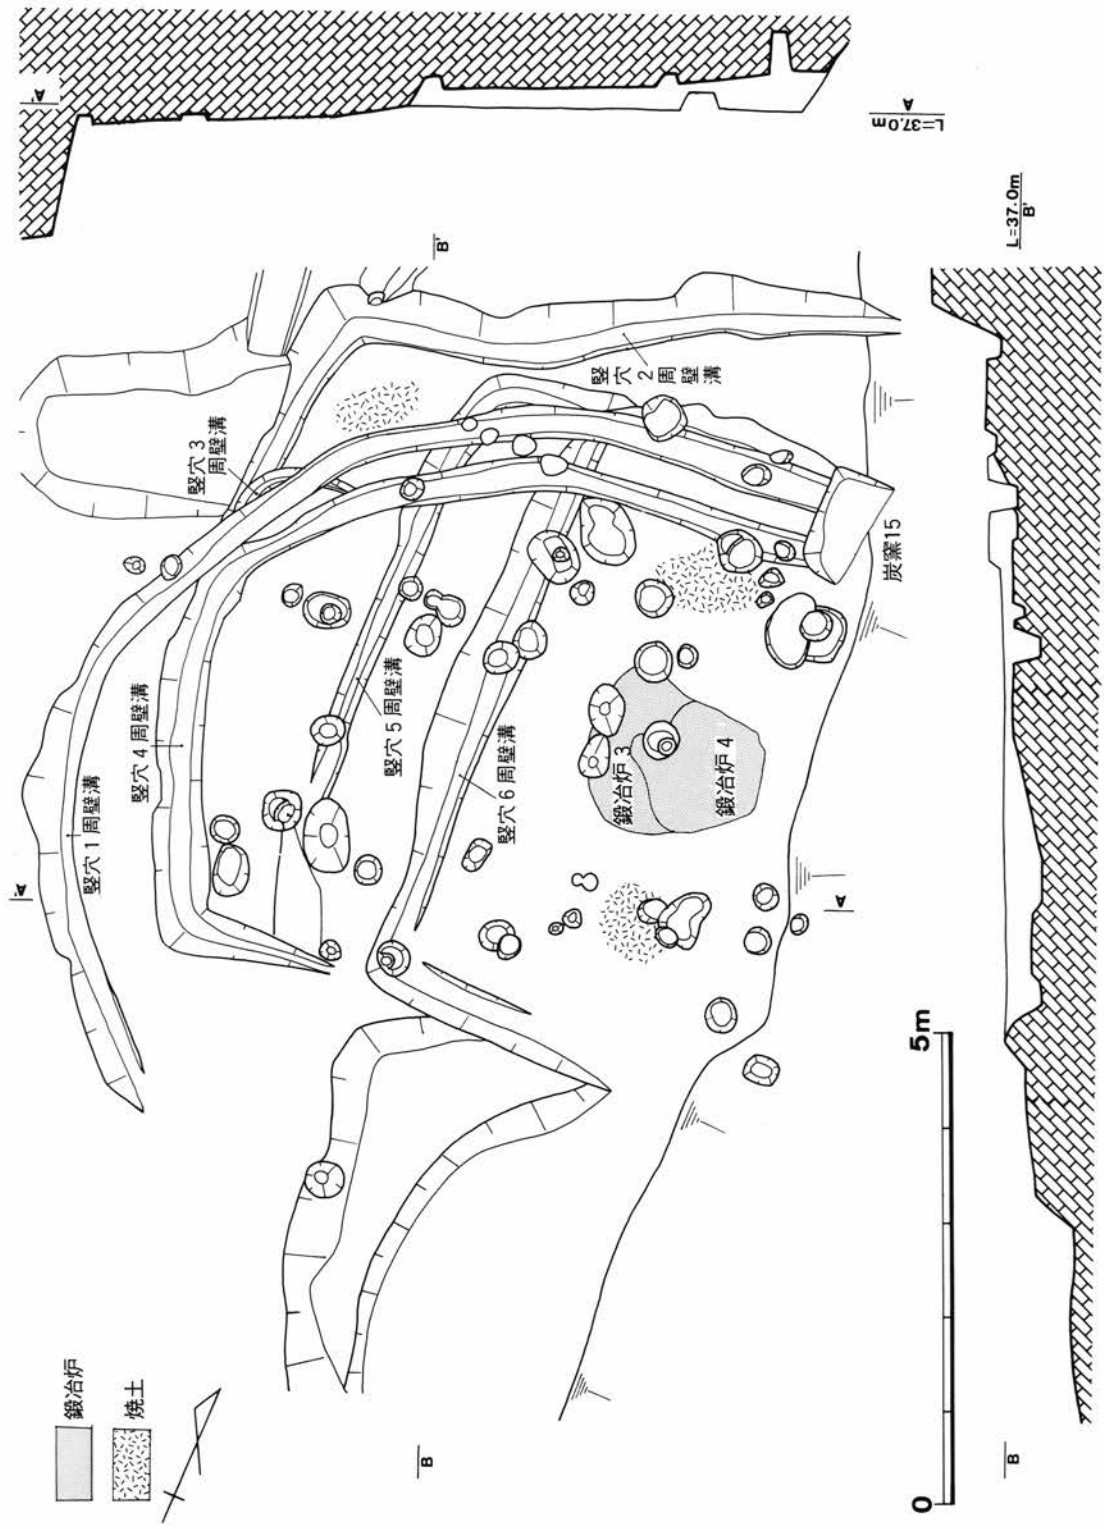 A'
A
L=37.0m
B'
L=37.0m
B'
竪穴2
周壁溝
竪穴3
周壁溝
炭窯15
竪穴4周壁溝
竪穴5周壁溝
竪穴1周壁溝
竪穴6周壁溝
鍛冶炉3
鍛冶炉4
A'
A
5m
0
鍛冶炉
焼土
B
B